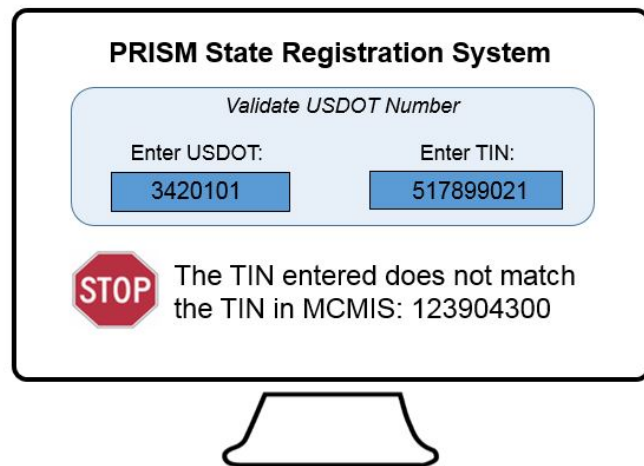 PRISM State Registration System
Validate USDOT Number
Enter USDOT:
Enter TIN:
3420101
517899021
STOP
The TIN entered does not match
the TIN in MCMIS: 123904300